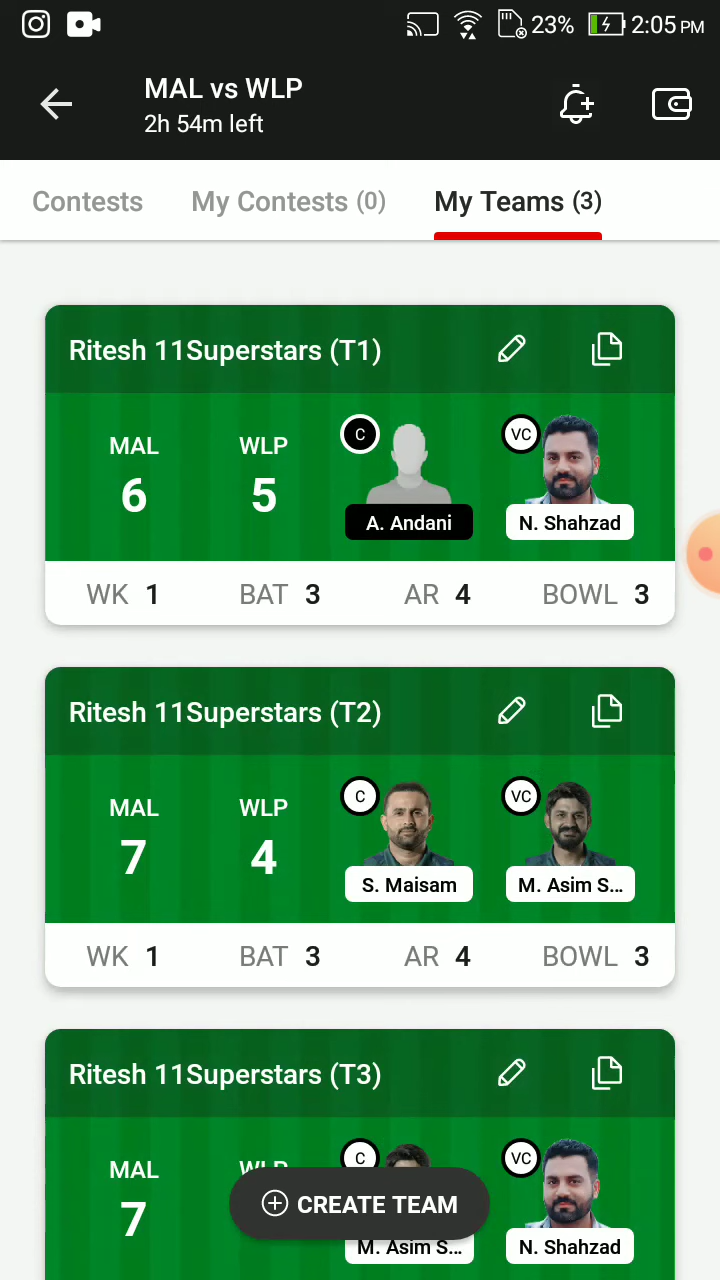 23% 2:05 PM
MAL vs WLP
2h 54m left
Contests My Contests (0) My Teams (3)
Ritesh 11Superstars (T1)
MAL WLP C VC
6 5
A. Andani N. Shahzad
WK 1 BAT 3 AR 4 BOWL 3
Ritesh 11Superstars (T2)
MAL WLP C VC
7 4
S. Maisam M. Asim S...
WK 1 BAT 3 AR 4 BOWL 3
Ritesh 11Superstars (T3)
MAL WLP C VC
7
CREATE TEAM
M. Asim S... N. Shahzad